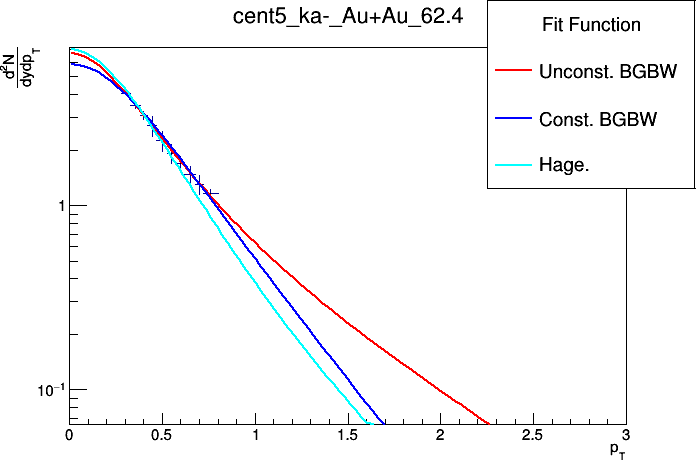 cent5_ka-_Au+Au_62.4
Fit Function
Unconst. BGBW
Const. BGBW
Hage.
d²N
dydp_T
1
10⁻¹
0 0.5 1 1.5 2 2.5 3
p_T